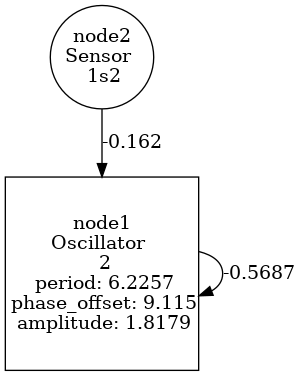 node2
Sensor
1s2
-0.162
node1
Oscillator
2
period: 6.2257
phase_offset: 9.115
amplitude: 1.8179
-0.5687